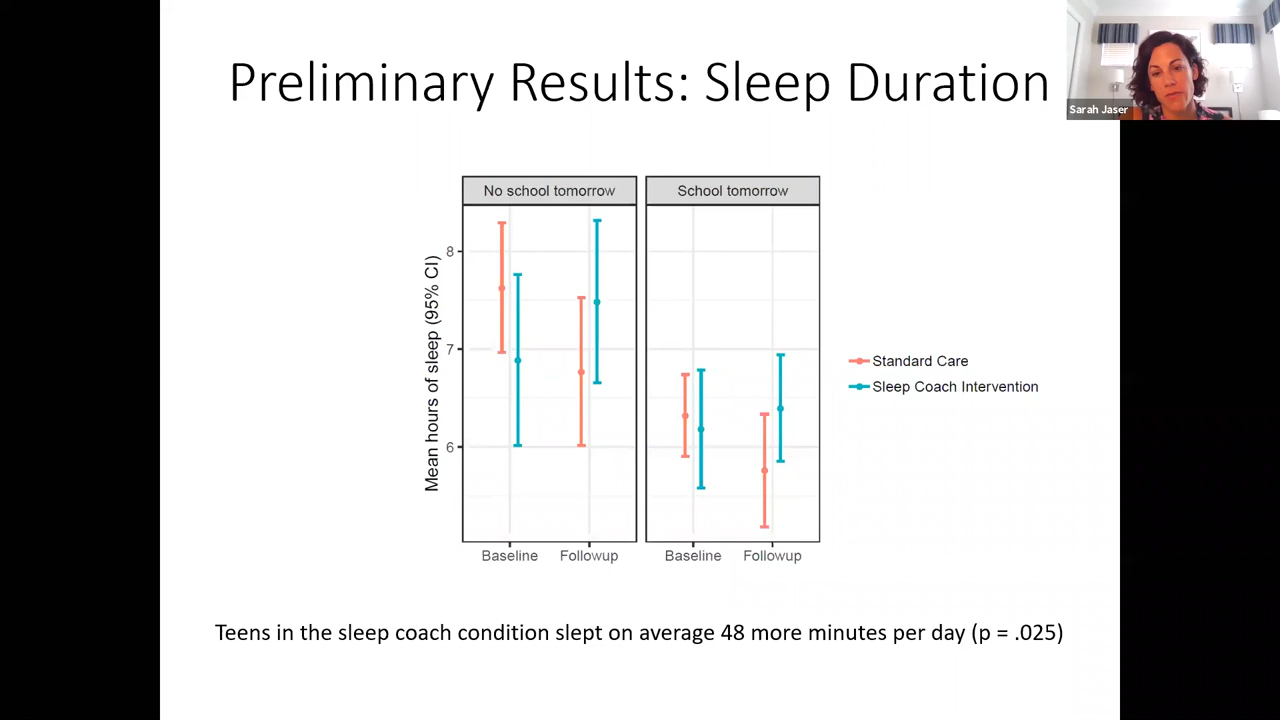 Preliminary Results: Sleep Duration
Sarah Jaser
No school tomorrow
School tomorrow
Mean hours of sleep (95% CI)
8
7
6
Baseline
Followup
Baseline
Followup
Standard Care
Sleep Coach Intervention
Teens in the sleep coach condition slept on average 48 more minutes per day (p = .025)